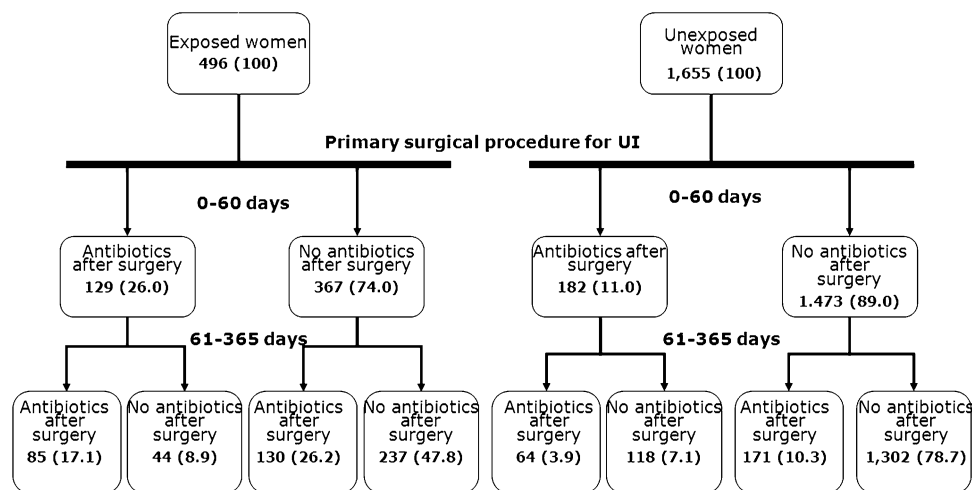 Exposed women
496 (100)
Unexposed
women
1,655 (100)
Primary surgical procedure for UI
0-60 days
0-60 days
Antibiotics
after surgery
129 (26.0)
No antibiotics
after surgery
367 (74.0)
Antibiotics after
surgery
182 (11.0)
No antibiotics
after
surgery
1.473 (89.0)
61-365 days
61-365 days
Antibiotics
after
surgery
85 (17.1)
No antibiotics
after
surgery
44 (8.9)
Antibiotics
after
surgery
130 (26.2)
No antibiotics
after
surgery
237 (47.8)
Antibiotics
after
surgery
64 (3.9)
No antibiotics
after
surgery
118 (7.1)
Antibiotics
after
surgery
171 (10.3)
No antibiotics
after
surgery
1,302 (78.7)